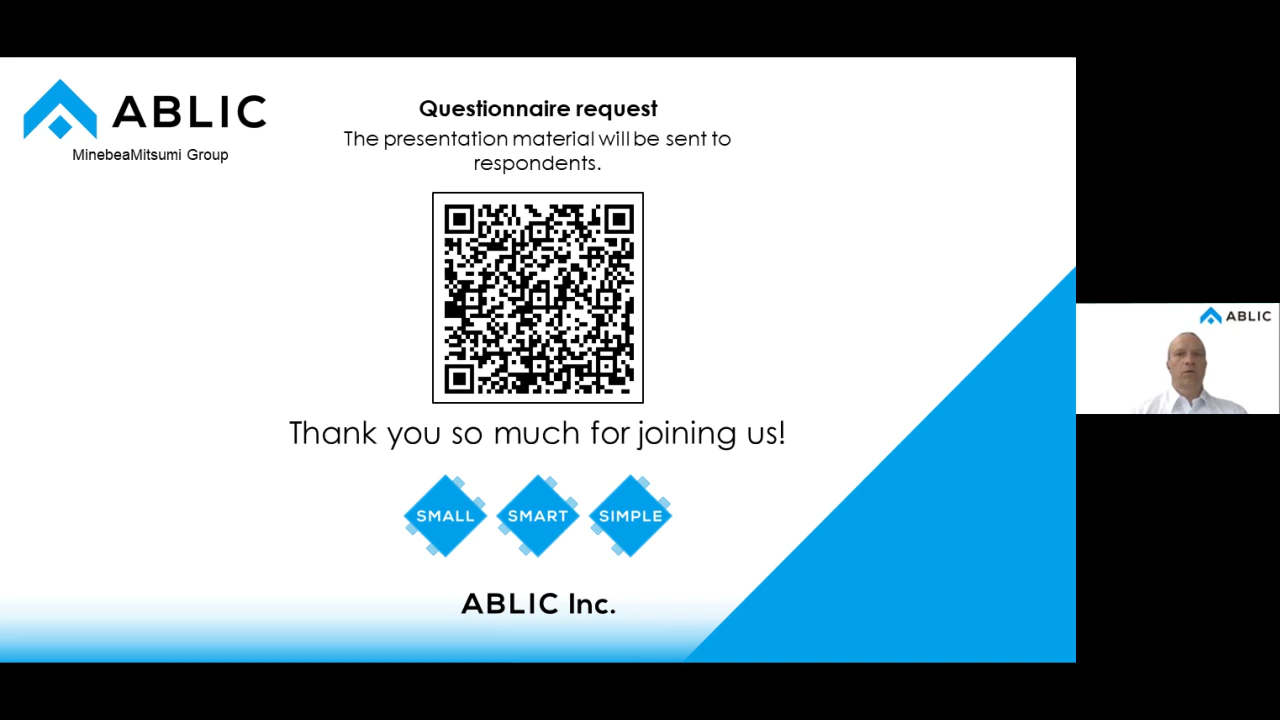 ABLIC
MinebeaMitsumi Group
Questionnaire request
The presentation material will be sent to
respondents.
Thank you so much for joining us!
SMALL
SMART
SIMPLE
ABLIC Inc.
ABLIC